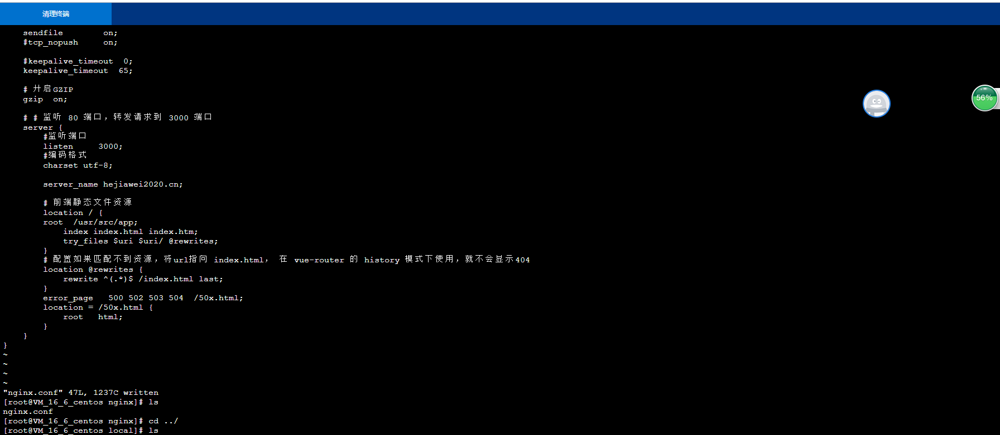 清理终端
sendfile        on;
#tcp_nopush     on;
#keepalive_timeout  0;
keepalive_timeout  65;
# 开启GZIP
gzip  on;
# # 监听 80 端口，转发请求到 3000 端口
server {
#监听端口
listen     3000;
#编码格式
charset utf-8;
server_name hejiawei2020.cn;
# 前端静态文件资源
location / {
root  /usr/src/app;
index index.html index.htm;
try_files $uri $uri/ @rewrites;
}
# 配置如果匹配不到资源，将url指向 index.html， 在 vue-router 的 history 模式下使用，就不会显示404
location @rewrites {
rewrite ^(.*)$ /index.html last;
}
error_page   500 502 503 504  /50x.html;
location = /50x.html {
root   html;
}
}
}
~
~
~
~
"nginx.conf" 47L, 1237C written
[root@VM_16_6_centos nginx]# ls
nginx.conf
[root@VM_16_6_centos nginx]# cd ../
[root@VM_16_6_centos local]# ls
56%